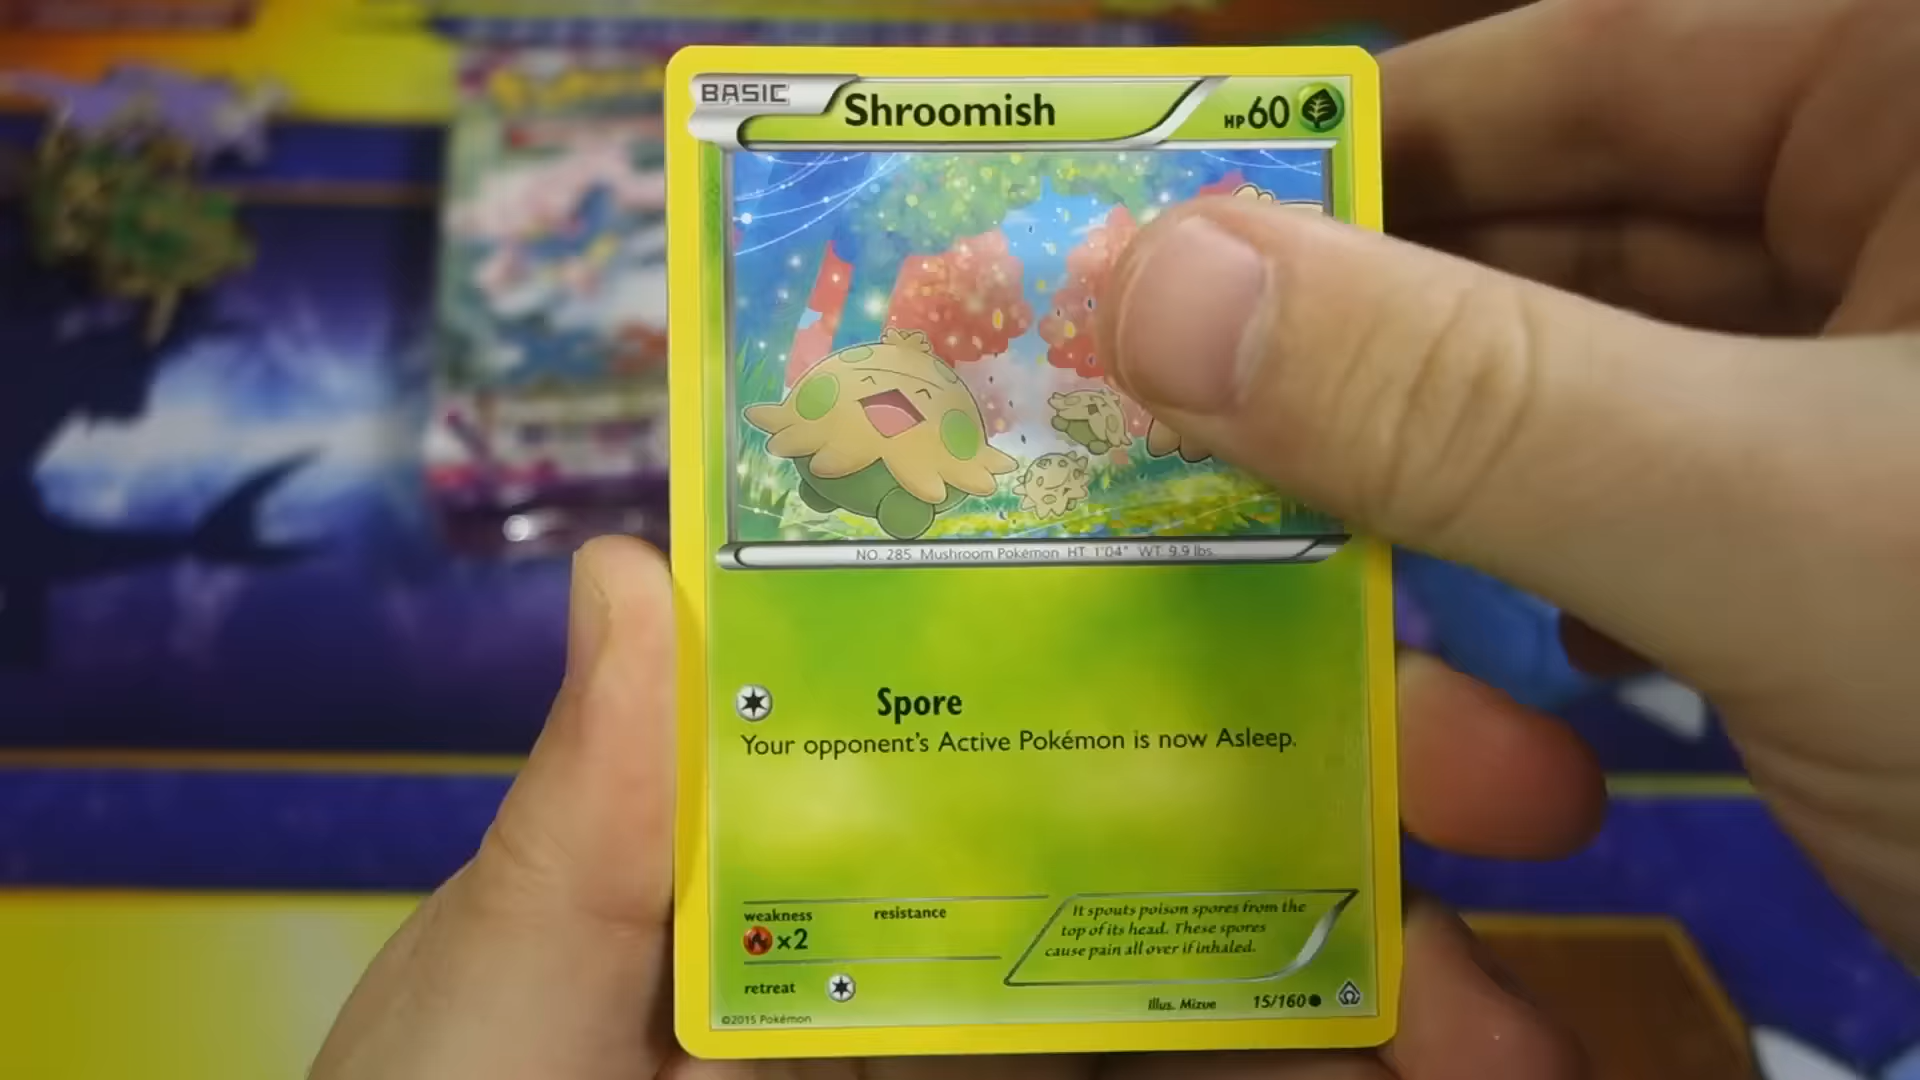 BASIC
Shroomish
HP60
NO. 285 Mushroom Pokémon HT 1'04" WT 9.9 lbs.
Spore
Your opponent's Active Pokémon is now Asleep.
weakness
resistance
×2
It spouts poison spores from the
top of its head. These spores
cause pain all over if inhaled.
retreat
Illus. Mizue
15/160
©2015 Pokémon